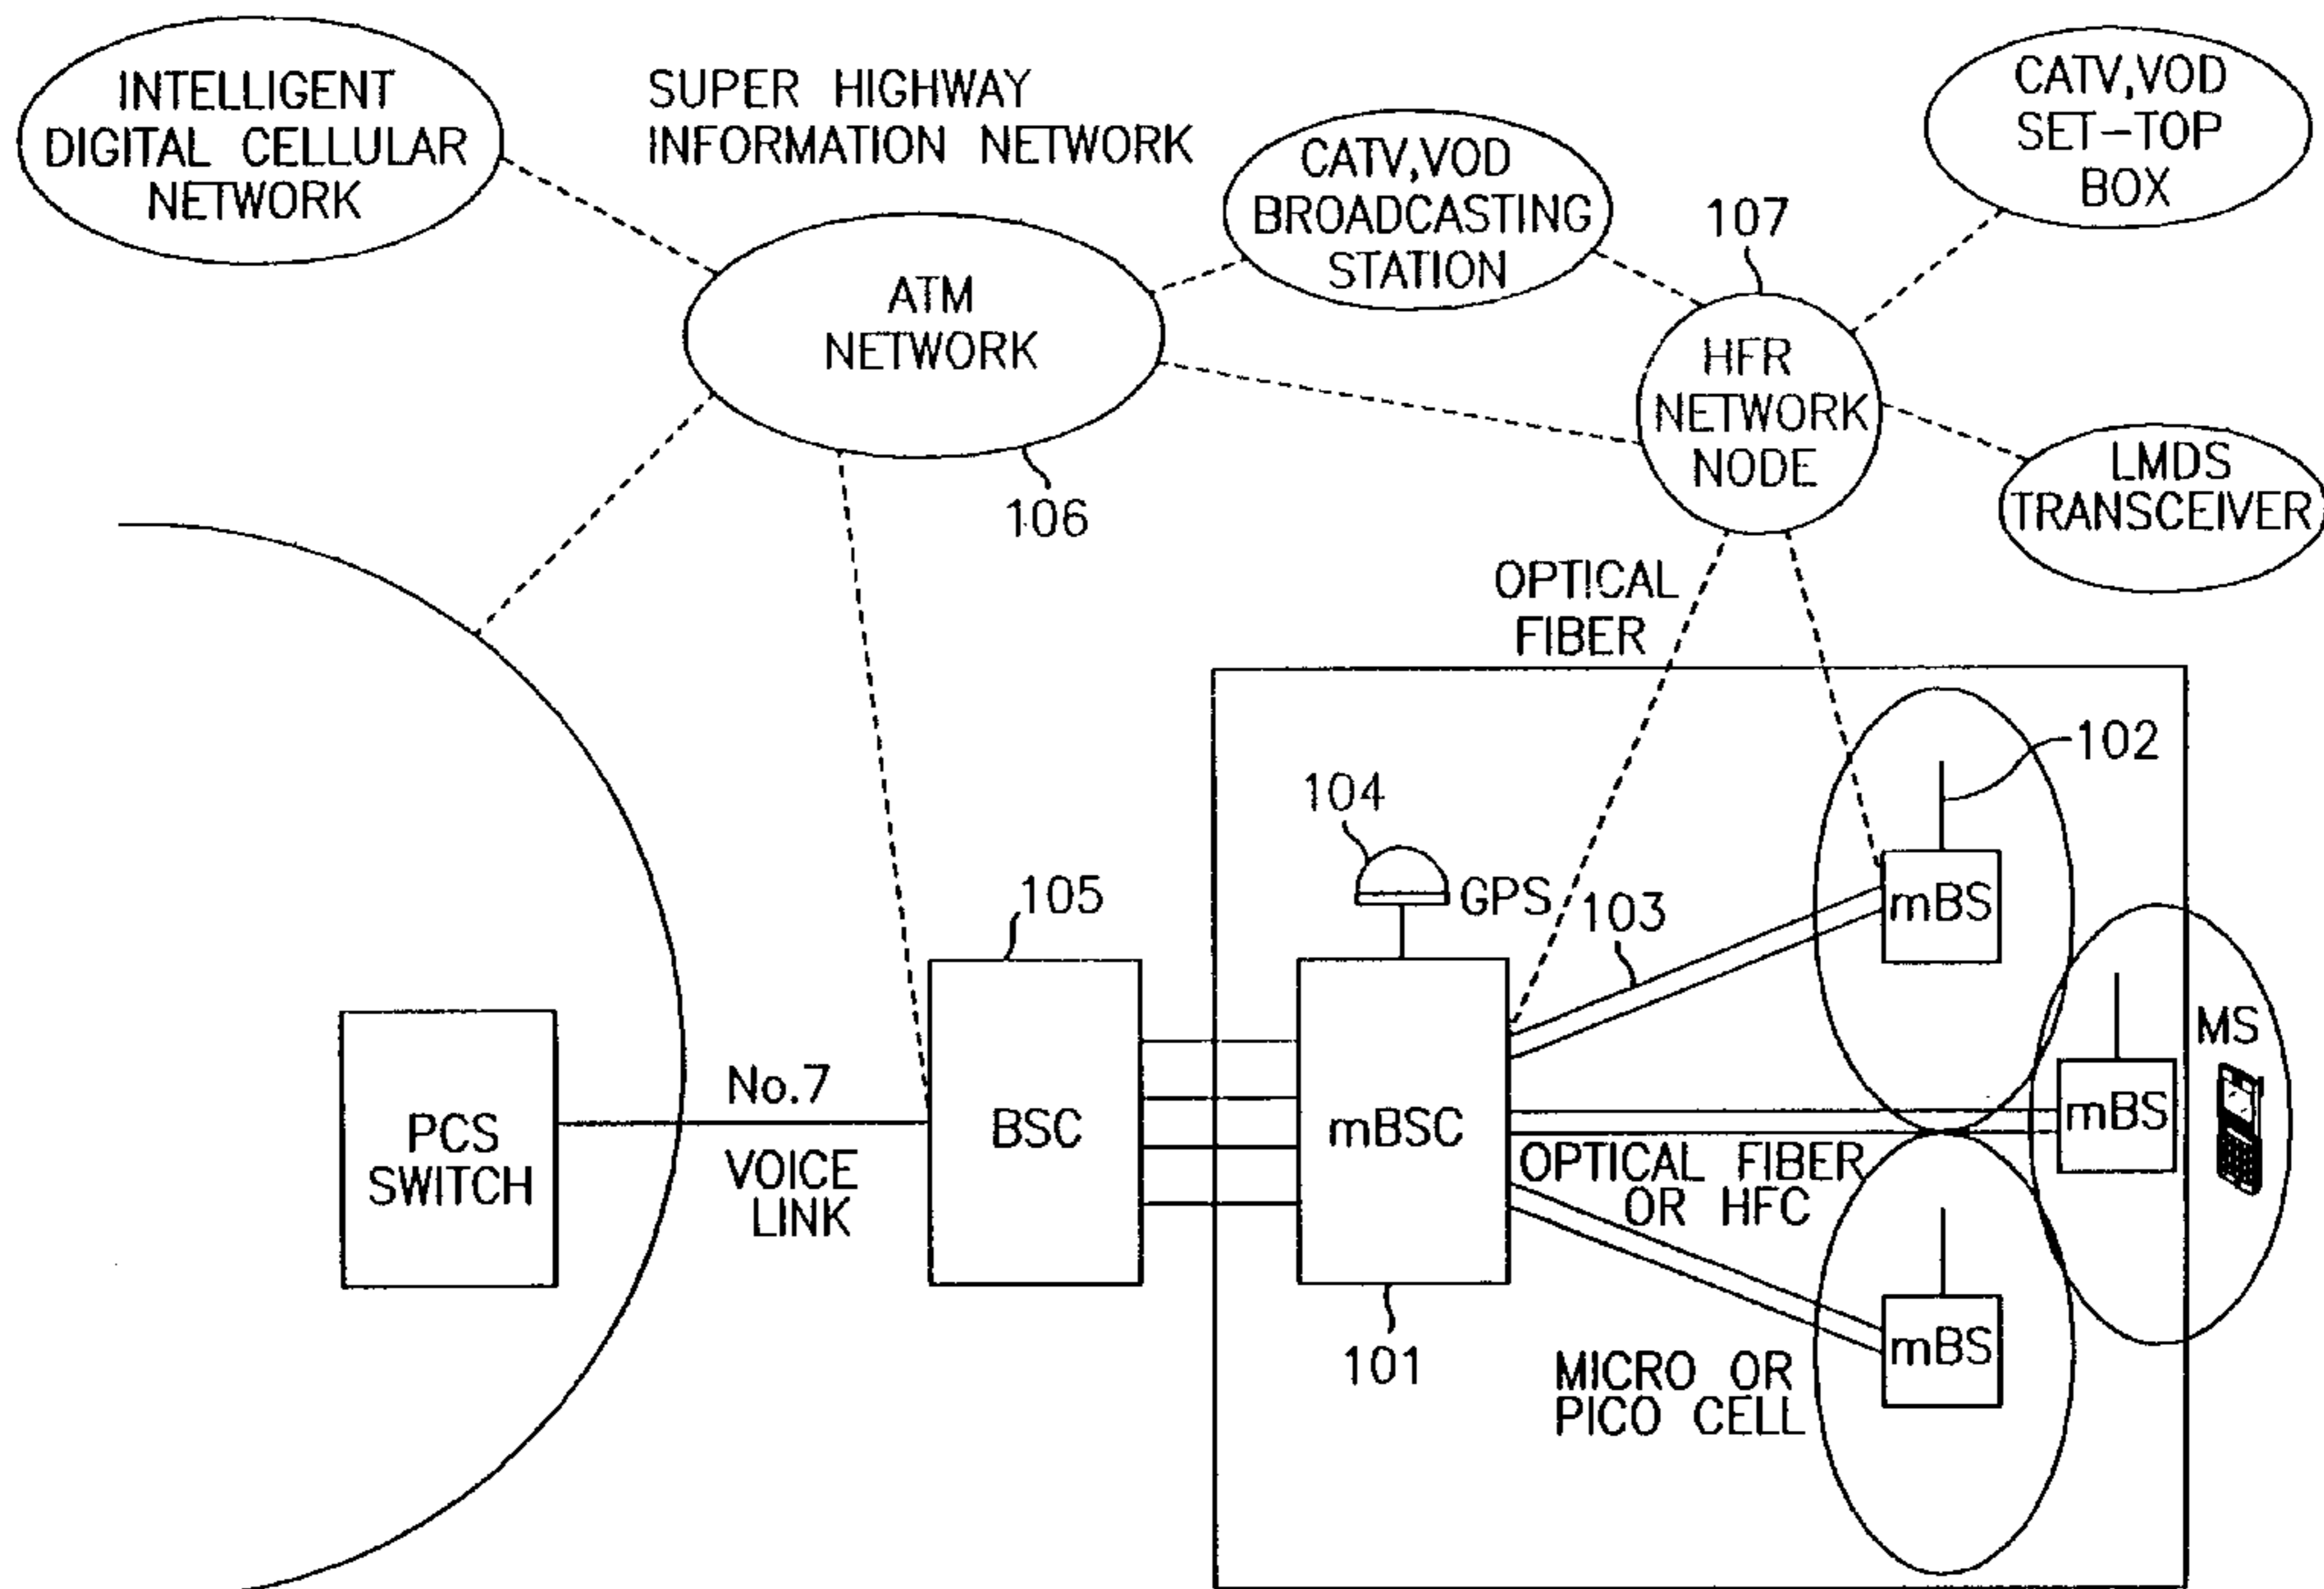 INTELLIGENT
DIGITAL CELLULAR
NETWORK
SUPER HIGHWAY
INFORMATION NETWORK
CATV,VOD
BROADCASTING
STATION
CATV,VOD
SET-TOP
BOX
107
ATM
NETWORK
106
HFR
NETWORK
NODE
LMDS
TRANSCEIVER
OPTICAL
FIBER
102
104
GPS
103
mBS
105
MS
No.7
PCS
SWITCH
VOICE
LINK
BSC
mBSC
mBS
OPTICAL FIBER
OR HFC
101
mBS
MICRO OR
PICO CELL